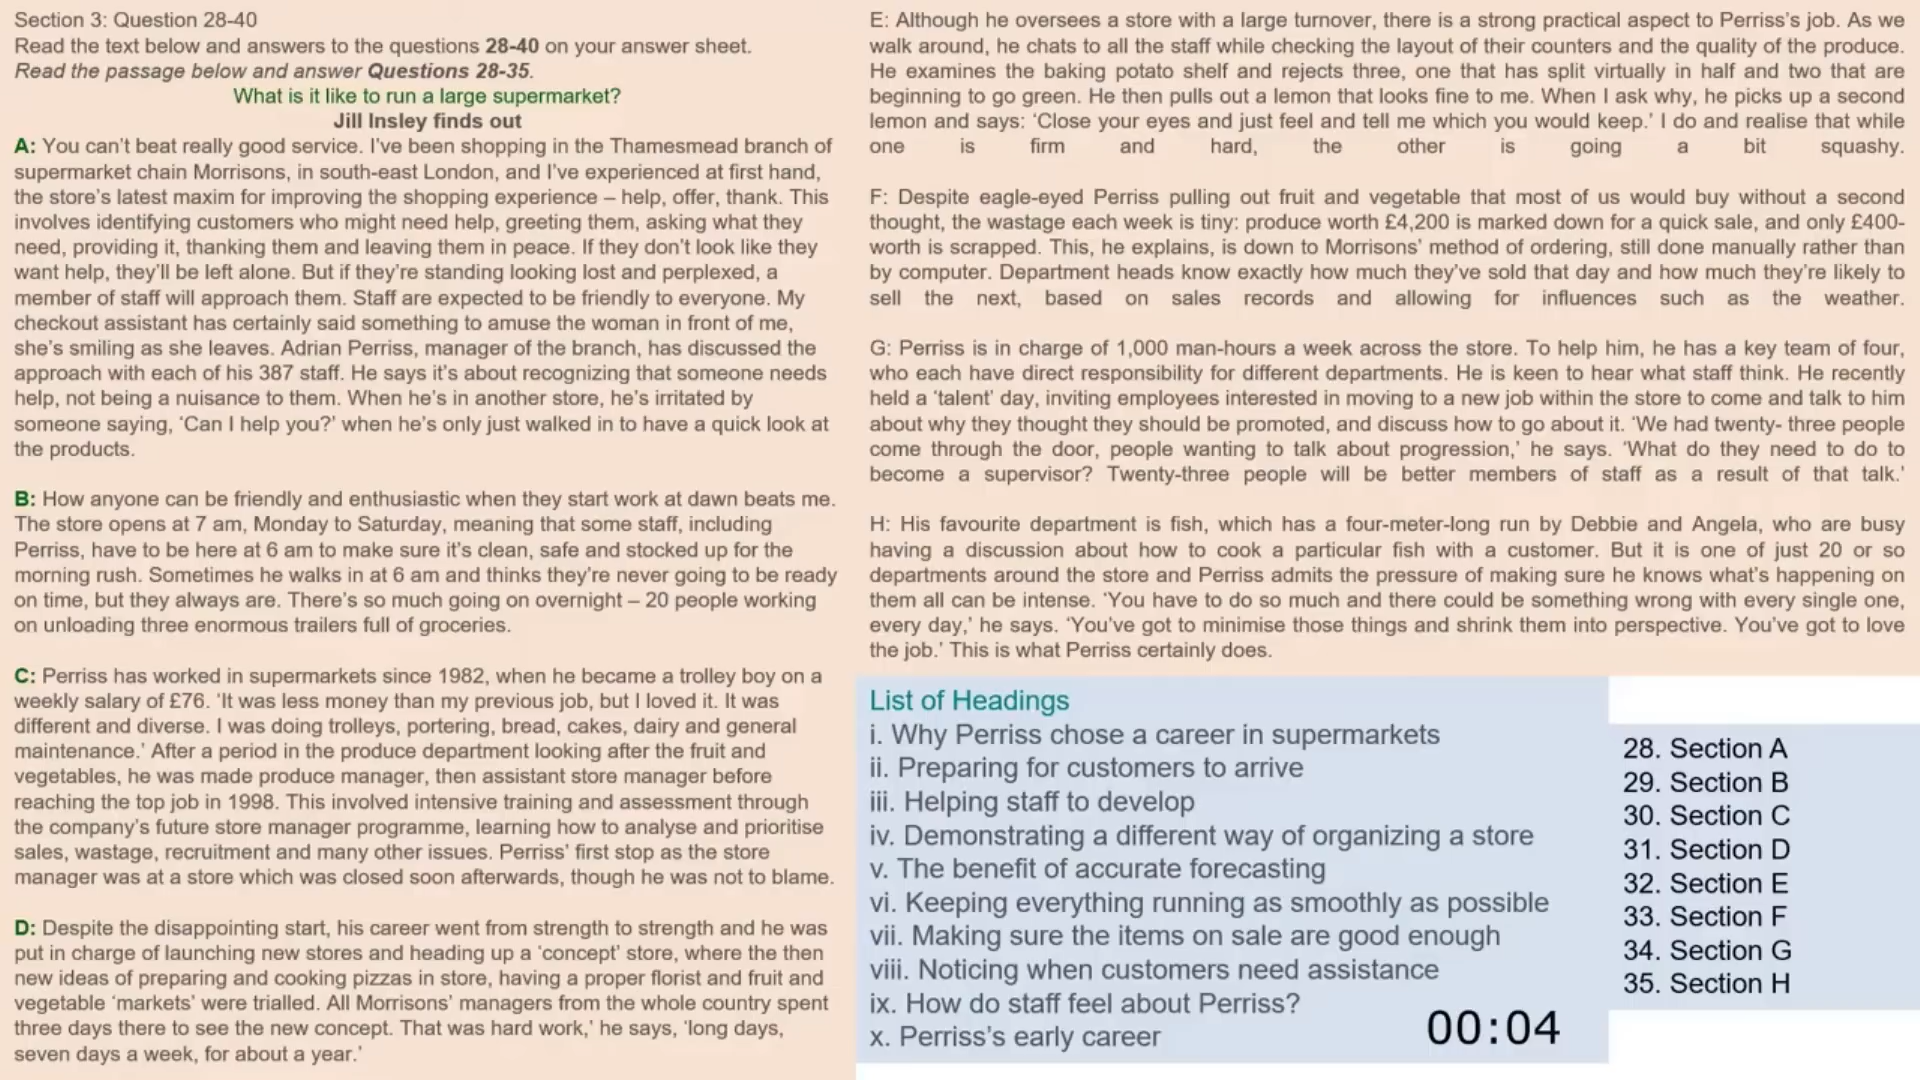 Section 3: Question 28-40
Read the text below and answers to the questions 28-40 on your answer sheet.
Read the passage below and answer Questions 28-35.
What is it like to run a large supermarket?
Jill Insley finds out
A: You can’t beat really good service. I’ve been shopping in the Thamesmead branch of
supermarket chain Morrisons, in south-east London, and I’ve experienced at first hand,
the store’s latest maxim for improving the shopping experience – help, offer, thank. This
involves identifying customers who might need help, greeting them, asking what they
need, providing it, thanking them and leaving them in peace. If they don’t look like they
want help, they’ll be left alone. But if they’re standing looking lost and perplexed, a
member of staff will approach them. Staff are expected to be friendly to everyone. My
checkout assistant has certainly said something to amuse the woman in front of me,
she’s smiling as she leaves. Adrian Perriss, manager of the branch, has discussed the
approach with each of his 387 staff. He says it’s about recognizing that someone needs
help, not being a nuisance to them. When he’s in another store, he’s irritated by
someone saying, ‘Can I help you?’ when he’s only just walked in to have a quick look at
the products.
B: How anyone can be friendly and enthusiastic when they start work at dawn beats me.
The store opens at 7 am, Monday to Saturday, meaning that some staff, including
Perriss, have to be here at 6 am to make sure it’s clean, safe and stocked up for the
morning rush. Sometimes he walks in at 6 am and thinks they’re never going to be ready
on time, but they always are. There’s so much going on overnight – 20 people working
on unloading three enormous trailers full of groceries.
C: Perriss has worked in supermarkets since 1982, when he became a trolley boy on a
weekly salary of £76. ‘It was less money than my previous job, but I loved it. It was
different and diverse. I was doing trolleys, portering, bread, cakes, dairy and general
maintenance.’ After a period in the produce department looking after the fruit and
vegetables, he was made produce manager, then assistant store manager before
reaching the top job in 1998. This involved intensive training and assessment through
the company’s future store manager programme, learning how to analyse and prioritise
sales, wastage, recruitment and many other issues. Perriss’ first stop as the store
manager was at a store which was closed soon afterwards, though he was not to blame.
D: Despite the disappointing start, his career went from strength to strength and he was
put in charge of launching new stores and heading up a ‘concept’ store, where the then
new ideas of preparing and cooking pizzas in store, having a proper florist and fruit and
vegetable ‘markets’ were trialled. All Morrisons’ managers from the whole country spent
three days there to see the new concept. That was hard work,’ he says, ‘long days,
seven days a week, for about a year.’
E: Although he oversees a store with a large turnover, there is a strong practical aspect to Perriss’s job. As we
walk around, he chats to all the staff while checking the layout of their counters and the quality of the produce.
He examines the baking potato shelf and rejects three, one that has split virtually in half and two that are
beginning to go green. He then pulls out a lemon that looks fine to me. When I ask why, he picks up a second
lemon and says: ‘Close your eyes and just feel and tell me which you would keep.’ I do and realise that while
one is firm and hard, the other is going a bit squashy.
F: Despite eagle-eyed Perriss pulling out fruit and vegetable that most of us would buy without a second
thought, the wastage each week is tiny: produce worth £4,200 is marked down for a quick sale, and only £400-
worth is scrapped. This, he explains, is down to Morrisons’ method of ordering, still done manually rather than
by computer. Department heads know exactly how much they’ve sold that day and how much they’re likely to
sell the next, based on sales records and allowing for influences such as the weather.
G: Perriss is in charge of 1,000 man-hours a week across the store. To help him, he has a key team of four,
who each have direct responsibility for different departments. He is keen to hear what staff think. He recently
held a ‘talent’ day, inviting employees interested in moving to a new job within the store to come and talk to him
about why they thought they should be promoted, and discuss how to go about it. ‘We had twenty- three people
come through the door, people wanting to talk about progression,’ he says. ‘What do they need to do to
become a supervisor? Twenty-three people will be better members of staff as a result of that talk.’
H: His favourite department is fish, which has a four-meter-long run by Debbie and Angela, who are busy
having a discussion about how to cook a particular fish with a customer. But it is one of just 20 or so
departments around the store and Perriss admits the pressure of making sure he knows what’s happening on
them all can be intense. ‘You have to do so much and there could be something wrong with every single one,
every day,’ he says. ‘You’ve got to minimise those things and shrink them into perspective. You’ve got to love
the job.’ This is what Perriss certainly does.
List of Headings
i. Why Perriss chose a career in supermarkets
ii. Preparing for customers to arrive
iii. Helping staff to develop
iv. Demonstrating a different way of organizing a store
v. The benefit of accurate forecasting
vi. Keeping everything running as smoothly as possible
vii. Making sure the items on sale are good enough
viii. Noticing when customers need assistance
ix. How do staff feel about Perriss?
x. Perriss’s early career
00:04
28. Section A
29. Section B
30. Section C
31. Section D
32. Section E
33. Section F
34. Section G
35. Section H